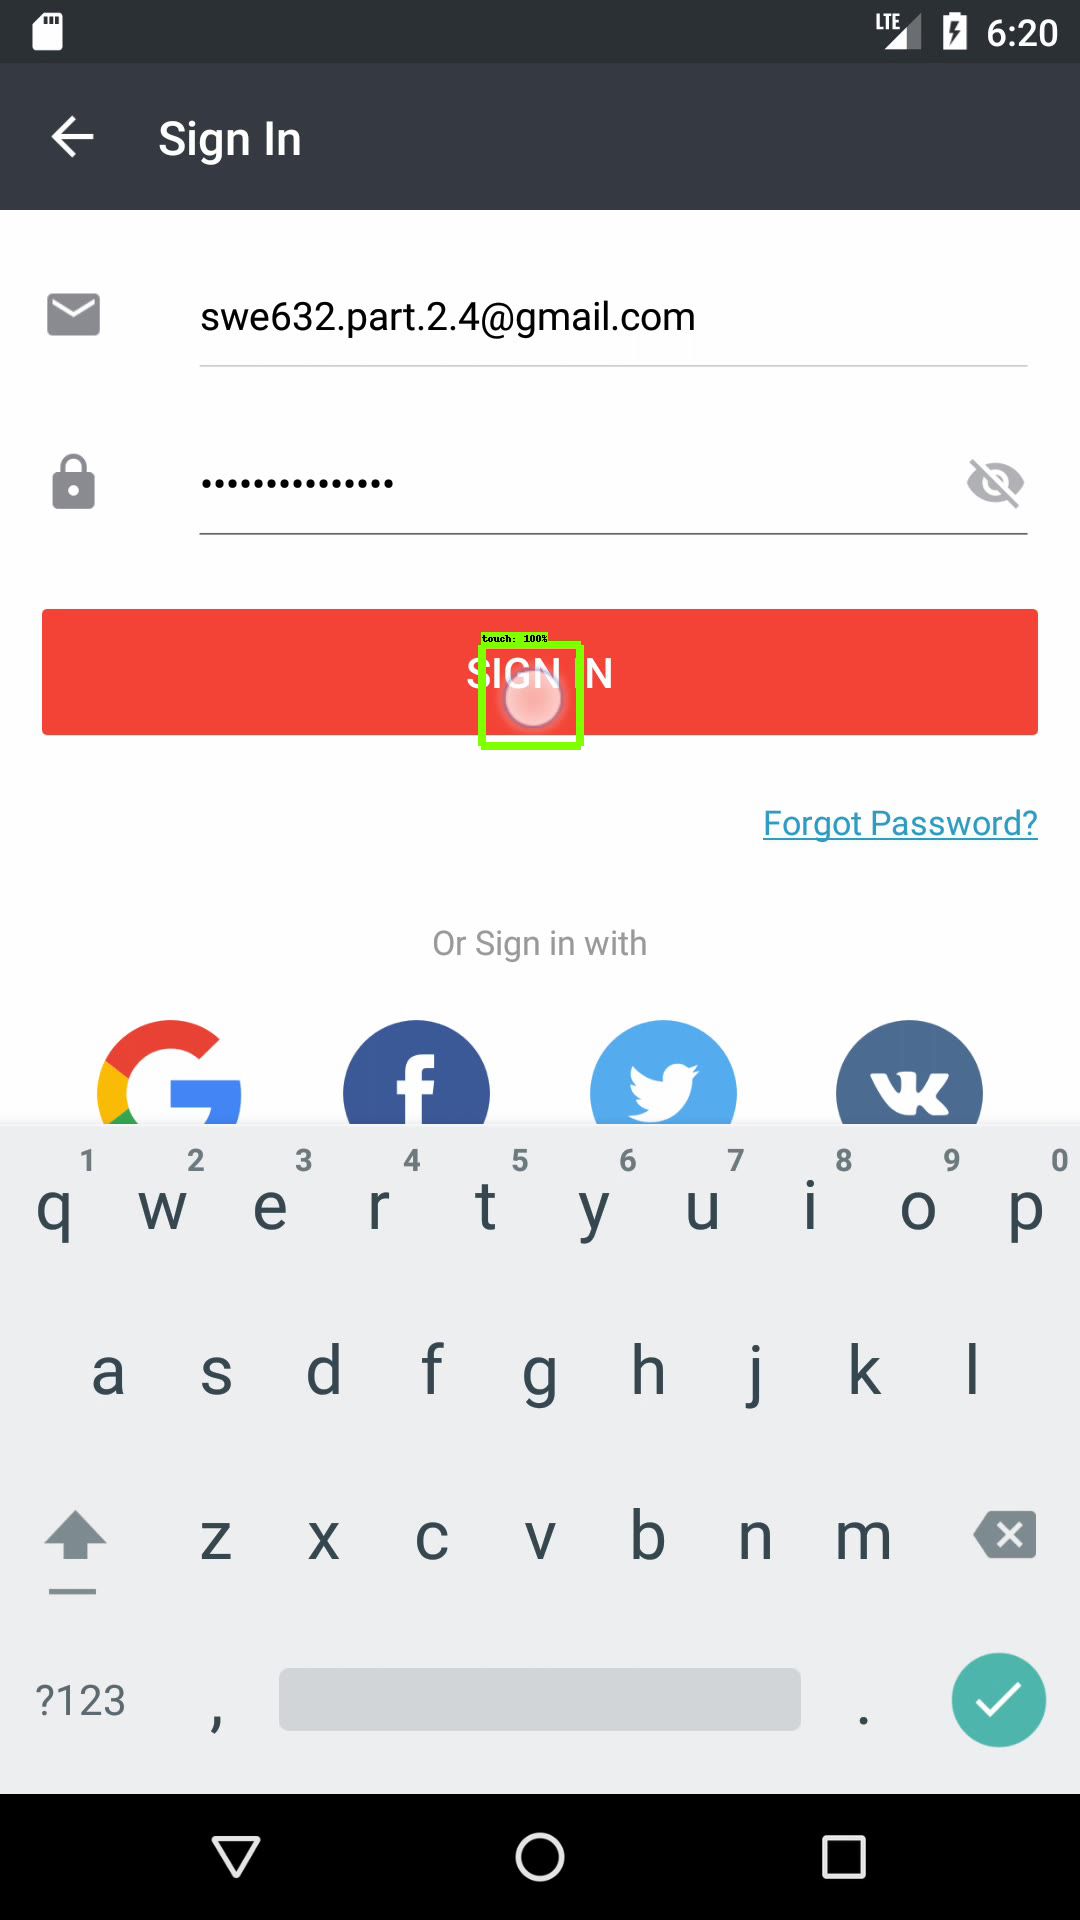 LTE 6:20
Sign In
swe632.part.2.4@gmail.com
•••••••••••••••
touch: 100%
SIGN IN
Forgot Password?
Or Sign in with
1 2 3 4 5 6 7 8 9 0
q w e r t y u i o p
a s d f g h j k l
z x c v b n m
?123 , .